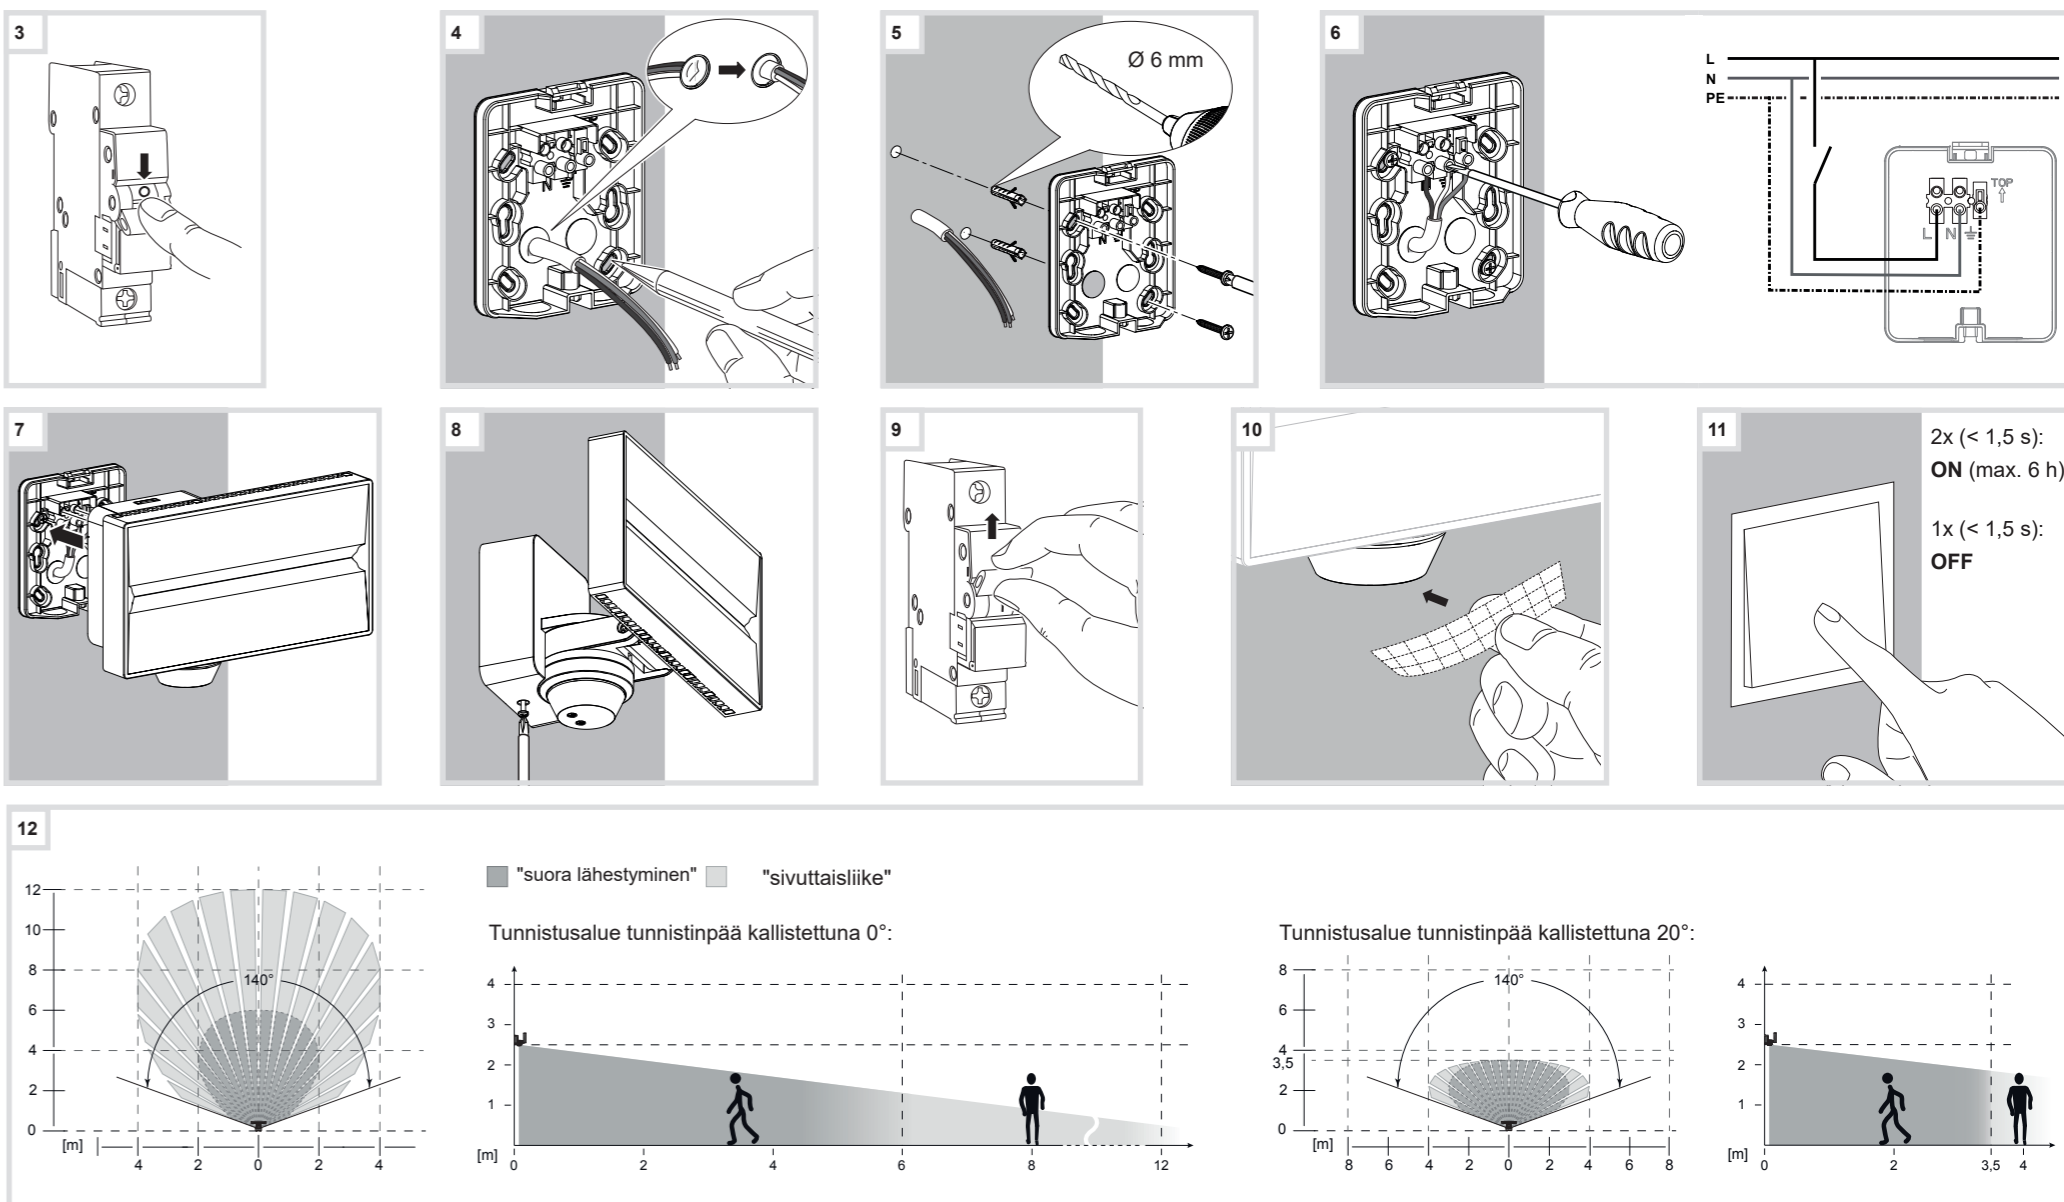 3
4
N
5
Ø 6 mm
N
6
L
N
PE
TOP
L N
7
8
9
10
11
2x (< 1,5 s):
ON (max. 6 h)
1x (< 1,5 s):
OFF
12
"suora lähestyminen" "sivuttaisliike"
12
10
8
6
4
2
0
140°
[m]
4 2 0 2 4
Tunnistusalue tunnistinpää kallistettuna 0°:
4
3
2
1
[m]
0 2 4 6 8 12
Tunnistusalue tunnistinpää kallistettuna 20°:
8
6
4
3,5
2
0
140°
[m]
8 6 4 2 0 2 4 6 8
4
3
2
1
[m]
0 2 3,5 4